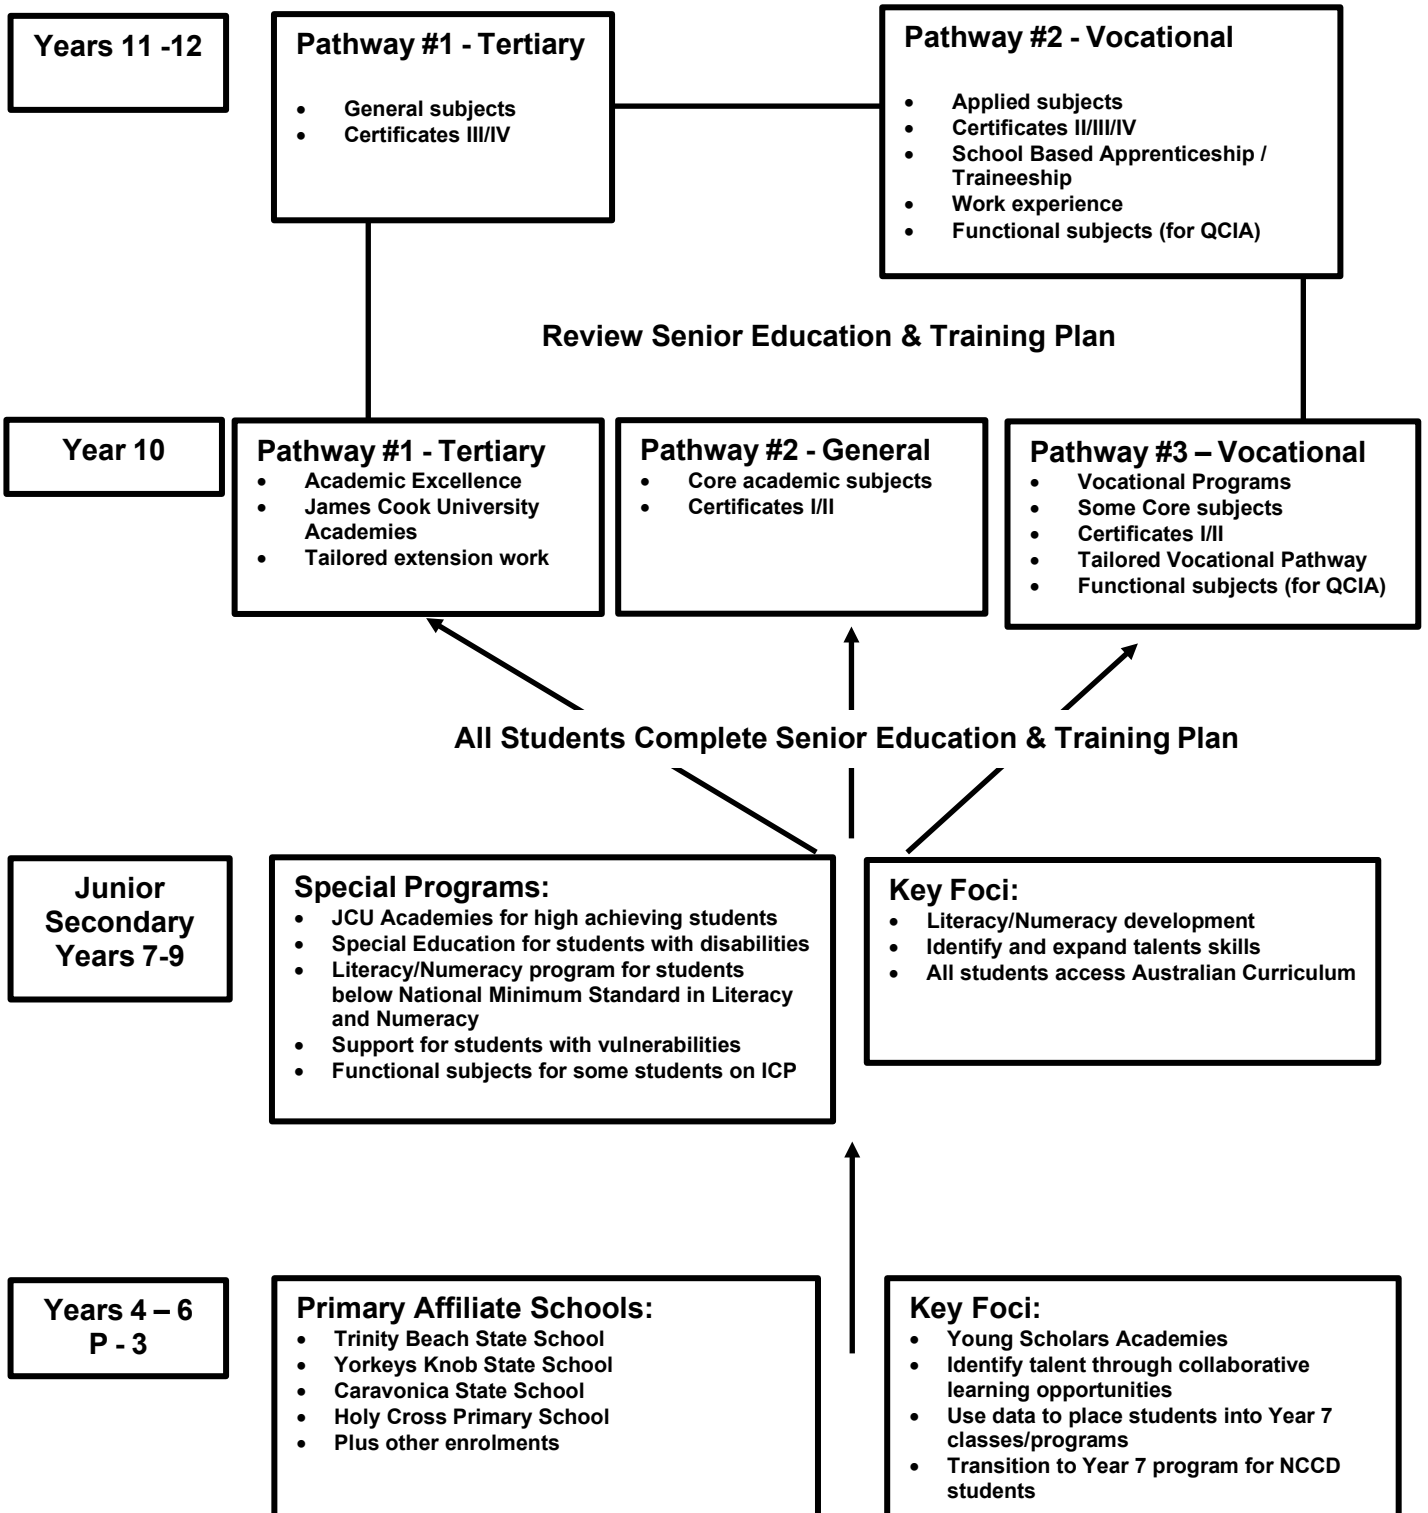 Years 11 -12
Pathway #1 - Tertiary
• General subjects
• Certificates III/IV
Pathway #2 - Vocational
• Applied subjects
• Certificates II/III/IV
• School Based Apprenticeship /
Traineeship
• Work experience
• Functional subjects (for QCIA)
Review Senior Education & Training Plan
Year 10
Pathway #1 - Tertiary
• Academic Excellence
• James Cook University
Academies
• Tailored extension work
Pathway #2 - General
• Core academic subjects
• Certificates I/II
Pathway #3 – Vocational
• Vocational Programs
• Some Core subjects
• Certificates I/II
• Tailored Vocational Pathway
• Functional subjects (for QCIA)
All Students Complete Senior Education & Training Plan
Junior
Secondary
Years 7-9
Special Programs:
• JCU Academies for high achieving students
• Special Education for students with disabilities
• Literacy/Numeracy program for students
below National Minimum Standard in Literacy
and Numeracy
• Support for students with vulnerabilities
• Functional subjects for some students on ICP
Key Foci:
• Literacy/Numeracy development
• Identify and expand talents skills
• All students access Australian Curriculum
Years 4 – 6
P - 3
Primary Affiliate Schools:
• Trinity Beach State School
• Yorkeys Knob State School
• Caravonica State School
• Holy Cross Primary School
• Plus other enrolments
Key Foci:
• Young Scholars Academies
• Identify talent through collaborative
learning opportunities
• Use data to place students into Year 7
classes/programs
• Transition to Year 7 program for NCCD
students